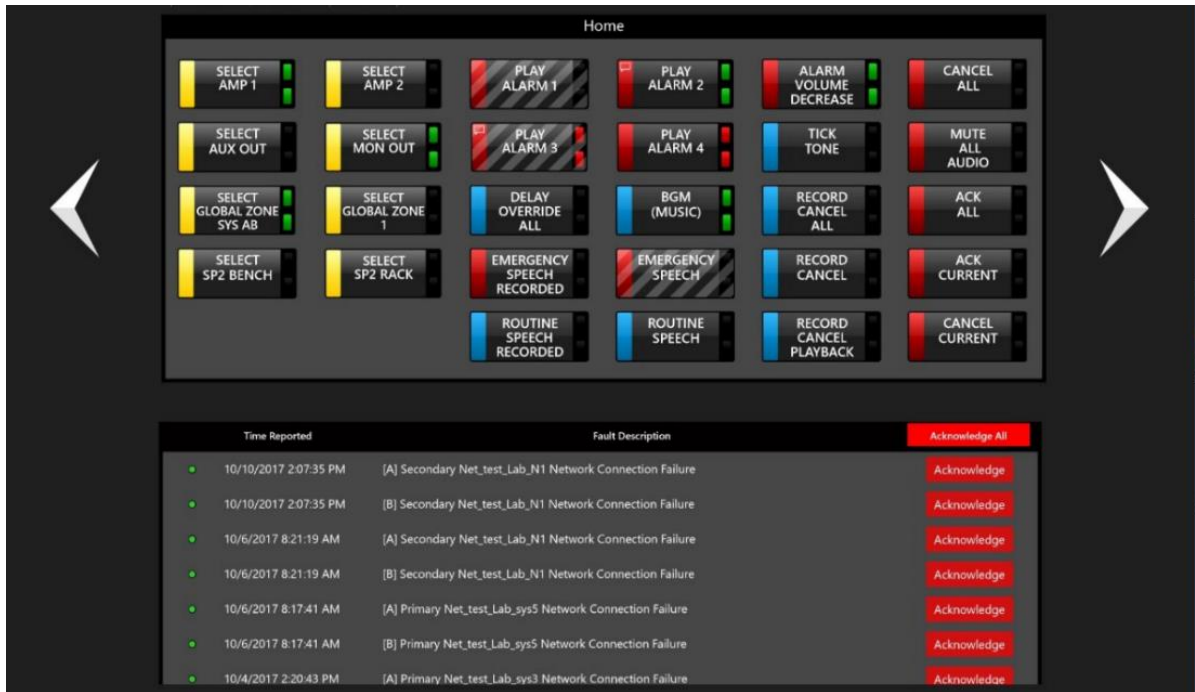 Home
SELECT
AMP 1
SELECT
AMP 2
PLAY
ALARM 1
PLAY
ALARM 2
ALARM
VOLUME
DECREASE
CANCEL
ALL
SELECT
AUX OUT
SELECT
MON OUT
PLAY
ALARM 3
PLAY
ALARM 4
TICK
TONE
MUTE
ALL
AUDIO
SELECT
GLOBAL ZONE
SYS AB
SELECT
GLOBAL ZONE
1
DELAY
OVERRIDE
ALL
BGM
(MUSIC)
RECORD
CANCEL
ALL
ACK
ALL
SELECT
SP2 BENCH
SELECT
SP2 RACK
EMERGENCY
SPEECH
RECORDED
EMERGENCY
SPEECH
RECORD
CANCEL
ACK
CURRENT
ROUTINE
SPEECH
RECORDED
ROUTINE
SPEECH
RECORD
CANCEL
PLAYBACK
CANCEL
CURRENT
Time Reported Fault Description Acknowledge All
10/10/2017 2:07:35 PM [A] Secondary Net_test_Lab_N1 Network Connection Failure Acknowledge
10/10/2017 2:07:35 PM [B] Secondary Net_test_Lab_N1 Network Connection Failure Acknowledge
10/6/2017 8:21:19 AM [A] Secondary Net_test_Lab_N1 Network Connection Failure Acknowledge
10/6/2017 8:21:19 AM [B] Secondary Net_test_Lab_N1 Network Connection Failure Acknowledge
10/6/2017 8:17:41 AM [A] Primary Net_test_Lab_sys5 Network Connection Failure Acknowledge
10/6/2017 8:17:41 AM [B] Primary Net_test_Lab_sys5 Network Connection Failure Acknowledge
10/4/2017 2:20:43 PM [A] Primary Net_test_Lab_sys3 Network Connection Failure Acknowledge